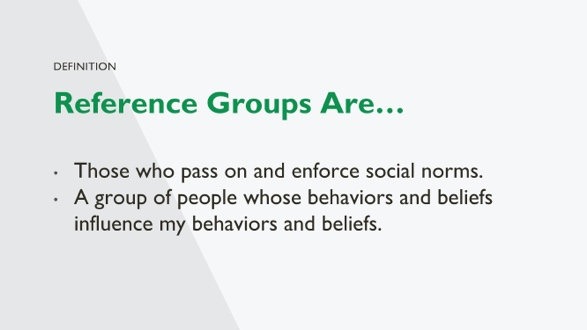 DEFINITION
Reference Groups Are...
• Those who pass on and enforce social norms.
• A group of people whose behaviors and beliefs
influence my behaviors and beliefs.